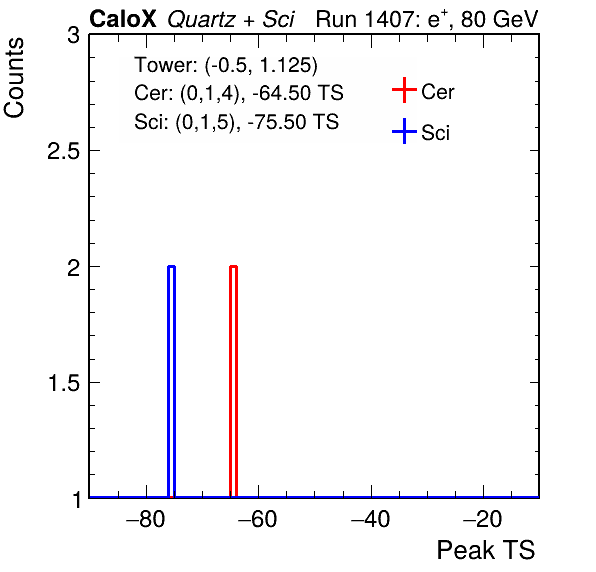 CaloX Quartz + Sci Run 1407: e⁺, 80 GeV
Counts
3
2.5
2
1.5
1
Tower: (-0.5, 1.125)
Cer: (0,1,4), -64.50 TS
Sci: (0,1,5), -75.50 TS
Cer
Sci
−80 −60 −40 −20
Peak TS